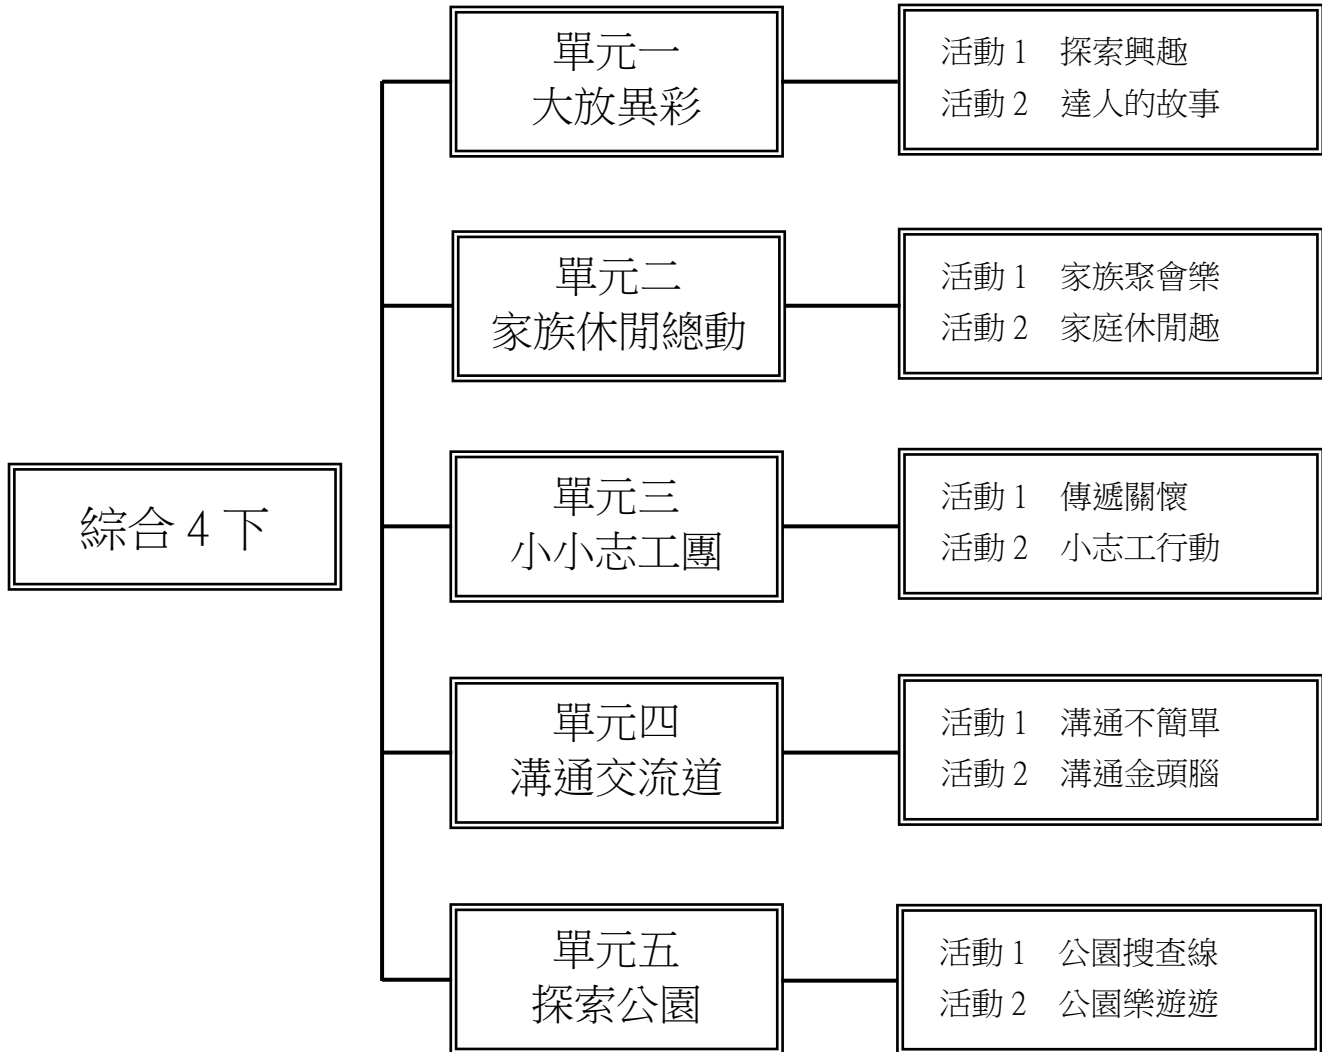 綜合 4 下
單元一
大放異彩
活動 1　探索興趣
活動 2　達人的故事
單元二
家族休閒總動
活動 1　家族聚會樂
活動 2　家庭休閒趣
單元三
小小志工團
活動 1　傳遞關懷
活動 2　小志工行動
單元四
溝通交流道
活動 1　溝通不簡單
活動 2　溝通金頭腦
單元五
探索公園
活動 1　公園搜查線
活動 2　公園樂遊遊